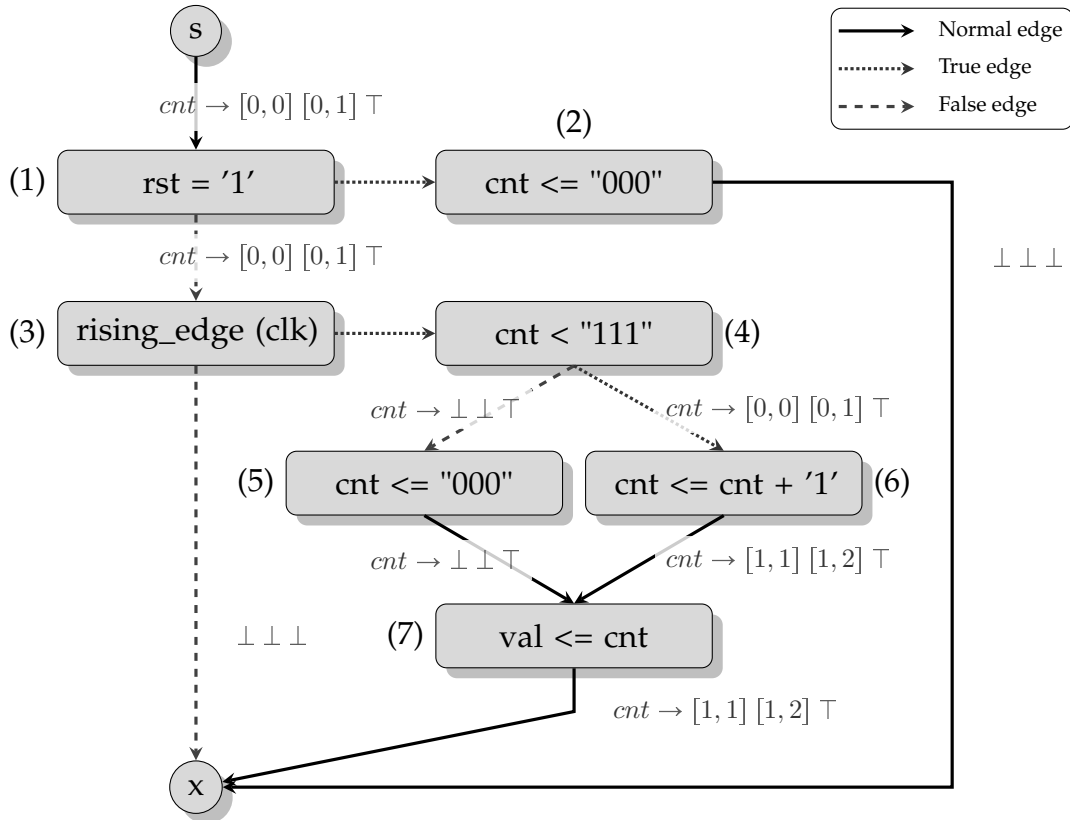 s
Normal edge
True edge
False edge
cnt → [0, 0] [0, 1] ⊤
(2)
(1)
rst = ’1’
cnt <= "000"
cnt → [0, 0] [0, 1] ⊤
⊥ ⊥ ⊥
(3)
rising_edge (clk)
cnt < "111"
(4)
cnt → ⊥ ⊥ ⊤
cnt → [0, 0] [0, 1] ⊤
(5)
cnt <= "000"
cnt <= cnt + ’1’
(6)
cnt → ⊥ ⊥ ⊤
cnt → [1, 1] [1, 2] ⊤
(7)
val <= cnt
⊥ ⊥ ⊥
cnt → [1, 1] [1, 2] ⊤
x